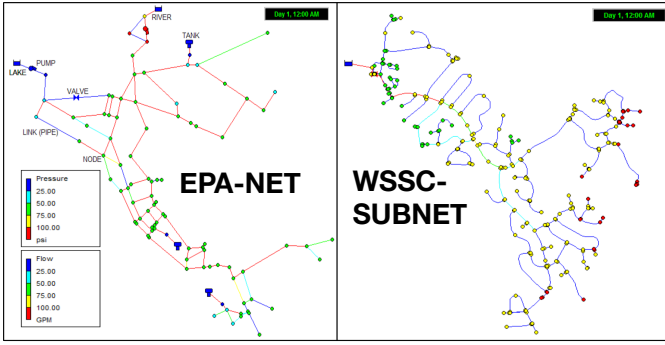 Day 1, 12:00 AM
RIVER
TANK
PUMP
LAKE
VALVE
LINK (PIPE)
NODE
EPA-NET
Pressure
25.00
50.00
75.00
100.00
psi
Flow
25.00
50.00
75.00
100.00
GPM
Day 1, 12:00 AM
WSSC-
SUBNET